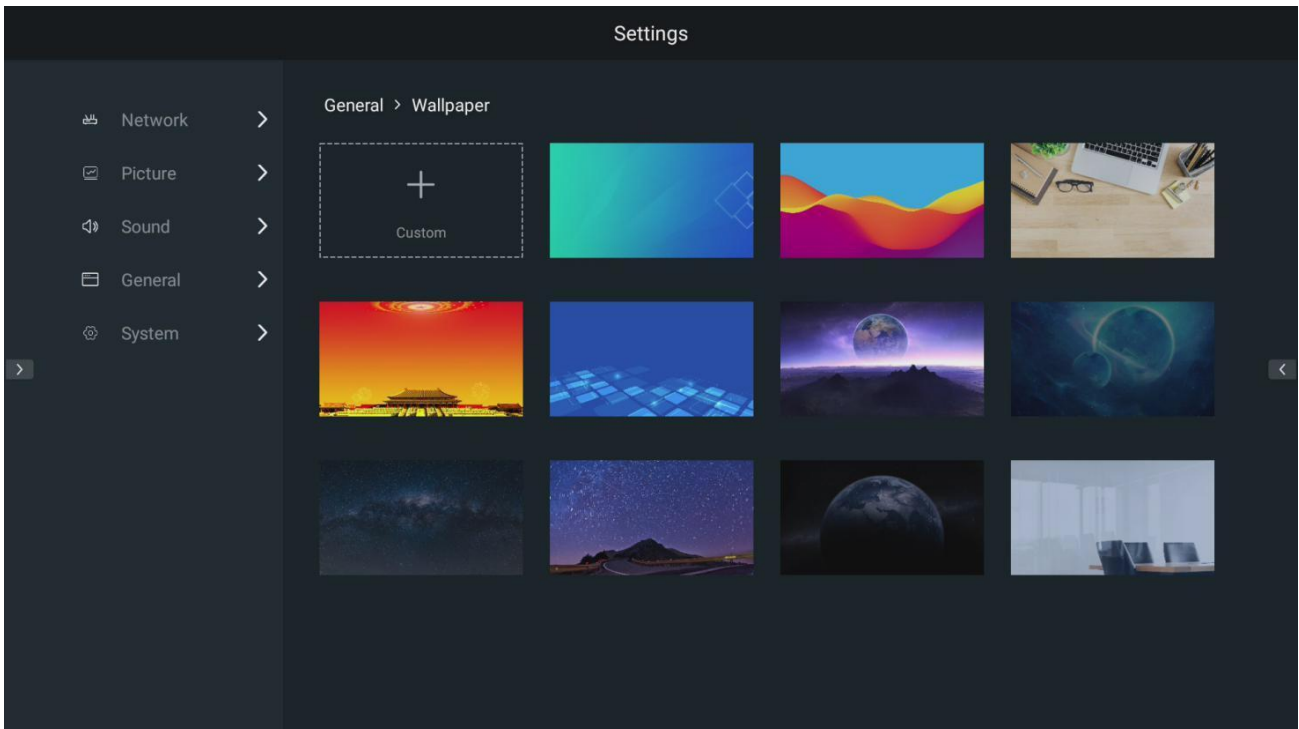 Settings
Network
Picture
Sound
General
System
General > Wallpaper
Custom